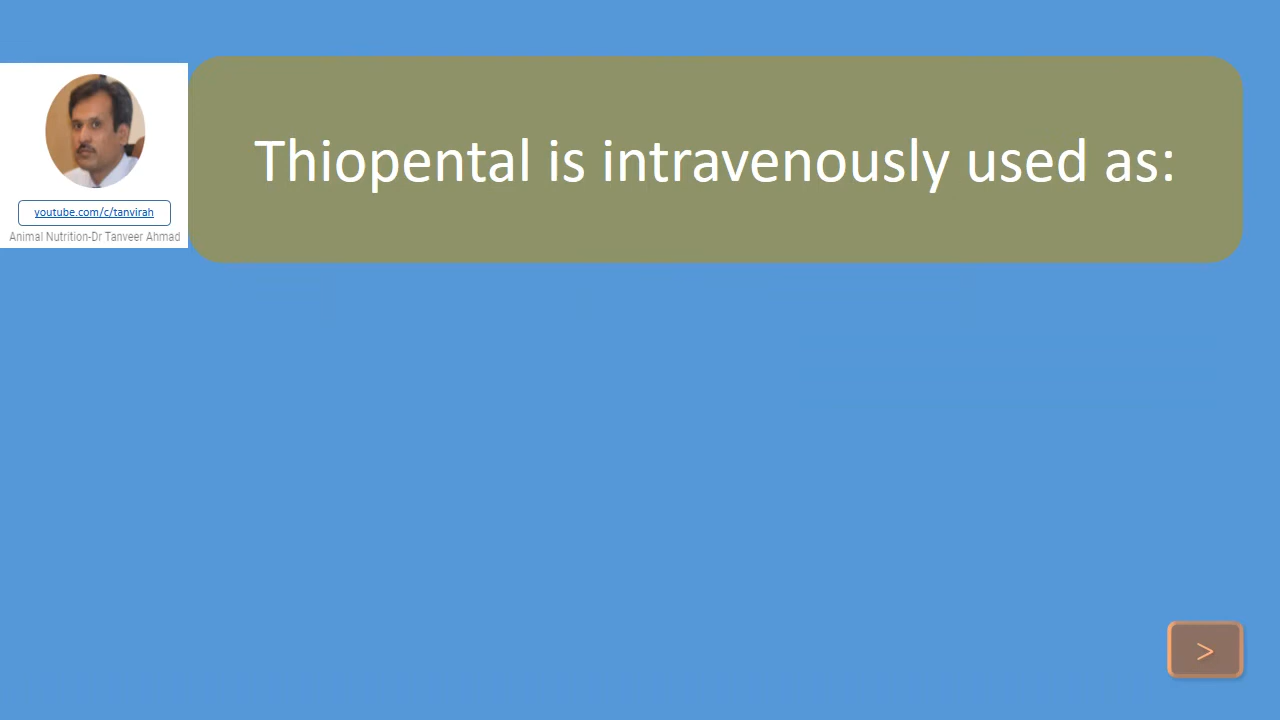 Thiopental is intravenously used as:
youtube.com/c/tanvirah
Animal Nutrition-Dr Tanveer Ahmad
>